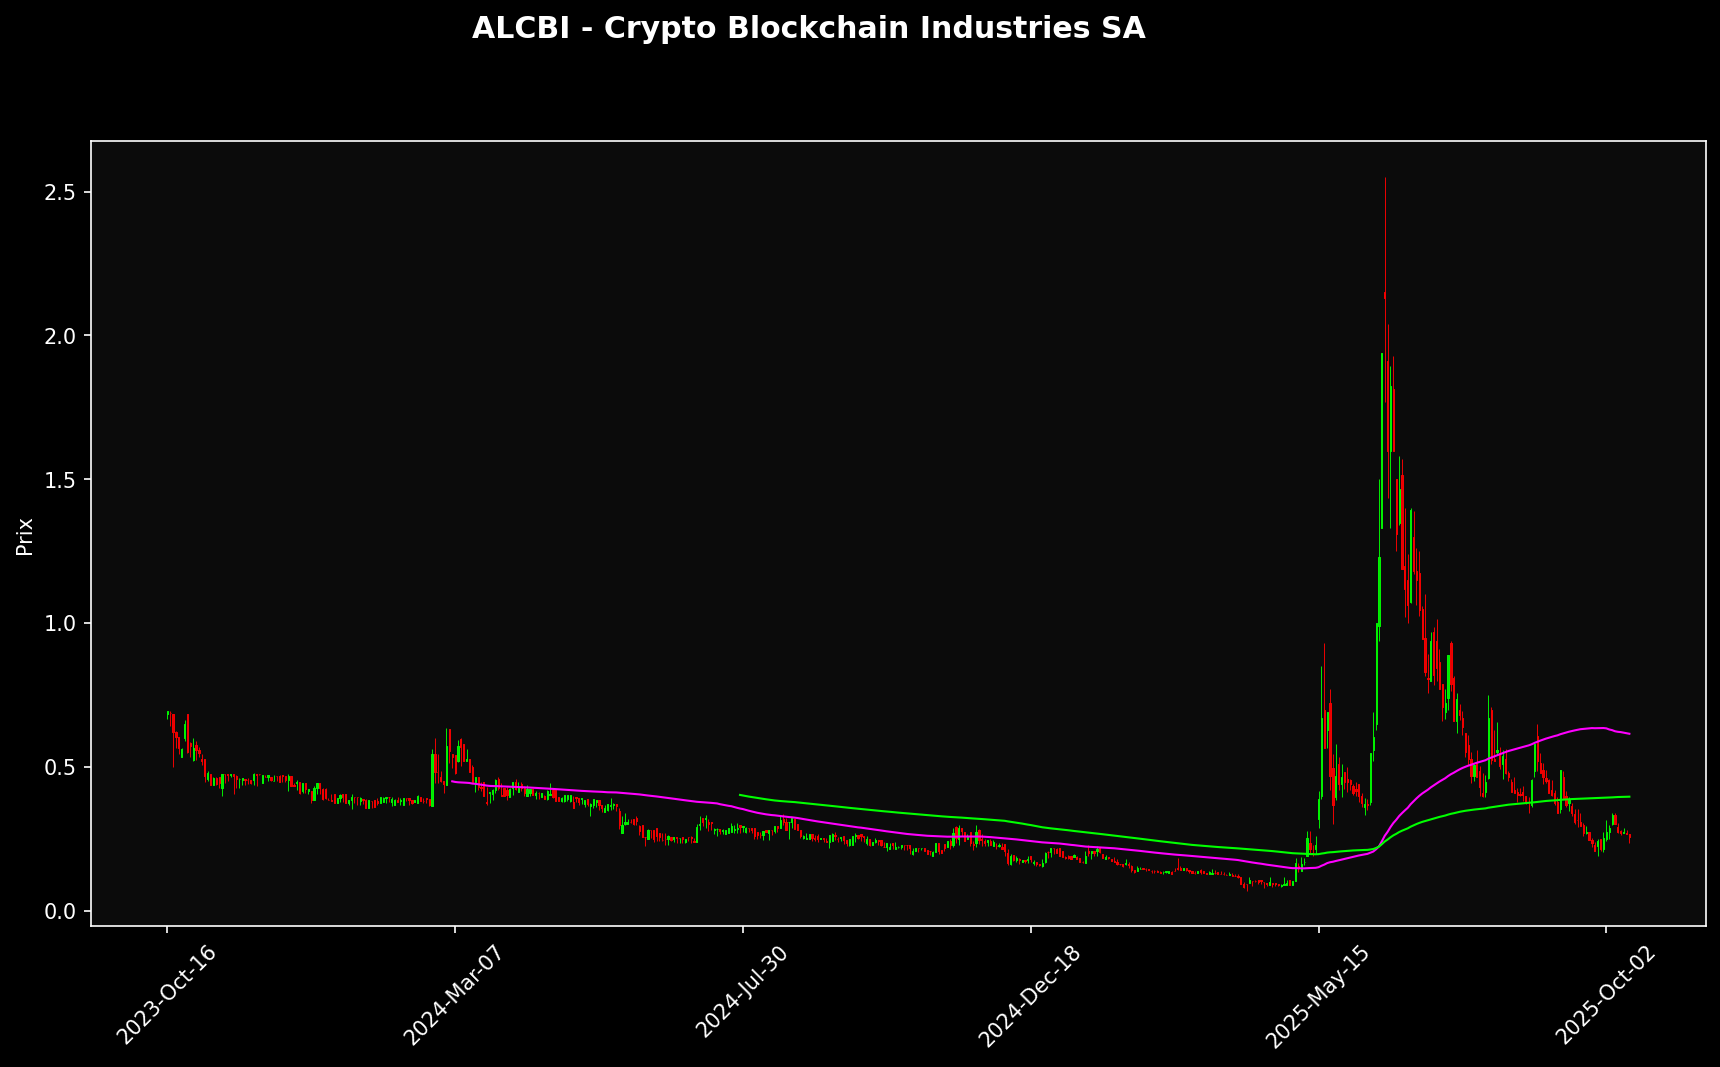 ALCBI - Crypto Blockchain Industries SA
2.5
2.0
1.5
1.0
0.5
0.0
Prix
2023-Oct-16
2024-Mar-07
2024-Jul-30
2024-Dec-18
2025-May-15
2025-Oct-02